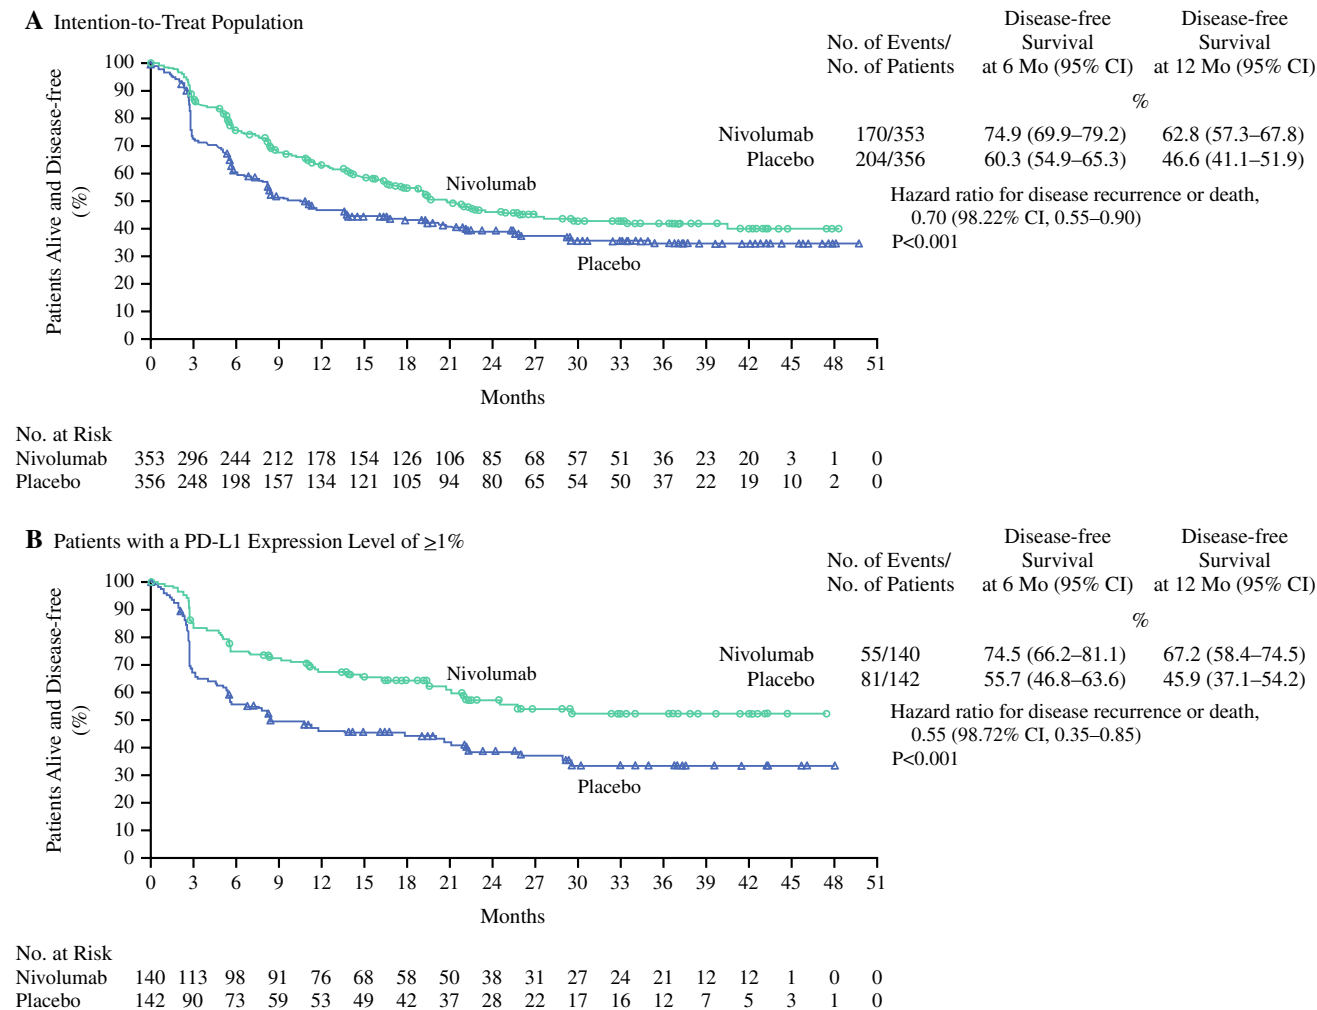 A Intention-to-Treat Population
No. of Events/
No. of Patients
Disease-free
Survival
at 6 Mo (95% CI)
Disease-free
Survival
at 12 Mo (95% CI)
%
Nivolumab 170/353 74.9 (69.9–79.2) 62.8 (57.3–67.8)
Placebo 204/356 60.3 (54.9–65.3) 46.6 (41.1–51.9)
Hazard ratio for disease recurrence or death,
0.70 (98.22% CI, 0.55–0.90)
P<0.001
Patients Alive and Disease-free
(%)
100
90
80
70
60
50
40
30
20
10
0
Nivolumab
Placebo
0 3 6 9 12 15 18 21 24 27 30 33 36 39 42 45 48 51
Months
No. at Risk
Nivolumab 353 296 244 212 178 154 126 106 85 68 57 51 36 23 20 3 1 0
Placebo 356 248 198 157 134 121 105 94 80 65 54 50 37 22 19 10 2 0
B Patients with a PD-L1 Expression Level of ≥1%
No. of Events/
No. of Patients
Disease-free
Survival
at 6 Mo (95% CI)
Disease-free
Survival
at 12 Mo (95% CI)
%
Nivolumab 55/140 74.5 (66.2–81.1) 67.2 (58.4–74.5)
Placebo 81/142 55.7 (46.8–63.6) 45.9 (37.1–54.2)
Hazard ratio for disease recurrence or death,
0.55 (98.72% CI, 0.35–0.85)
P<0.001
Patients Alive and Disease-free
(%)
100
90
80
70
60
50
40
30
20
10
0
Nivolumab
Placebo
0 3 6 9 12 15 18 21 24 27 30 33 36 39 42 45 48 51
Months
No. at Risk
Nivolumab 140 113 98 91 76 68 58 50 38 31 27 24 21 12 12 1 0 0
Placebo 142 90 73 59 53 49 42 37 28 22 17 16 12 7 5 3 1 0